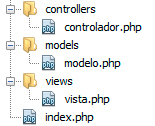 controllers
controlador.php
models
modelo.php
views
vista.php
index.php